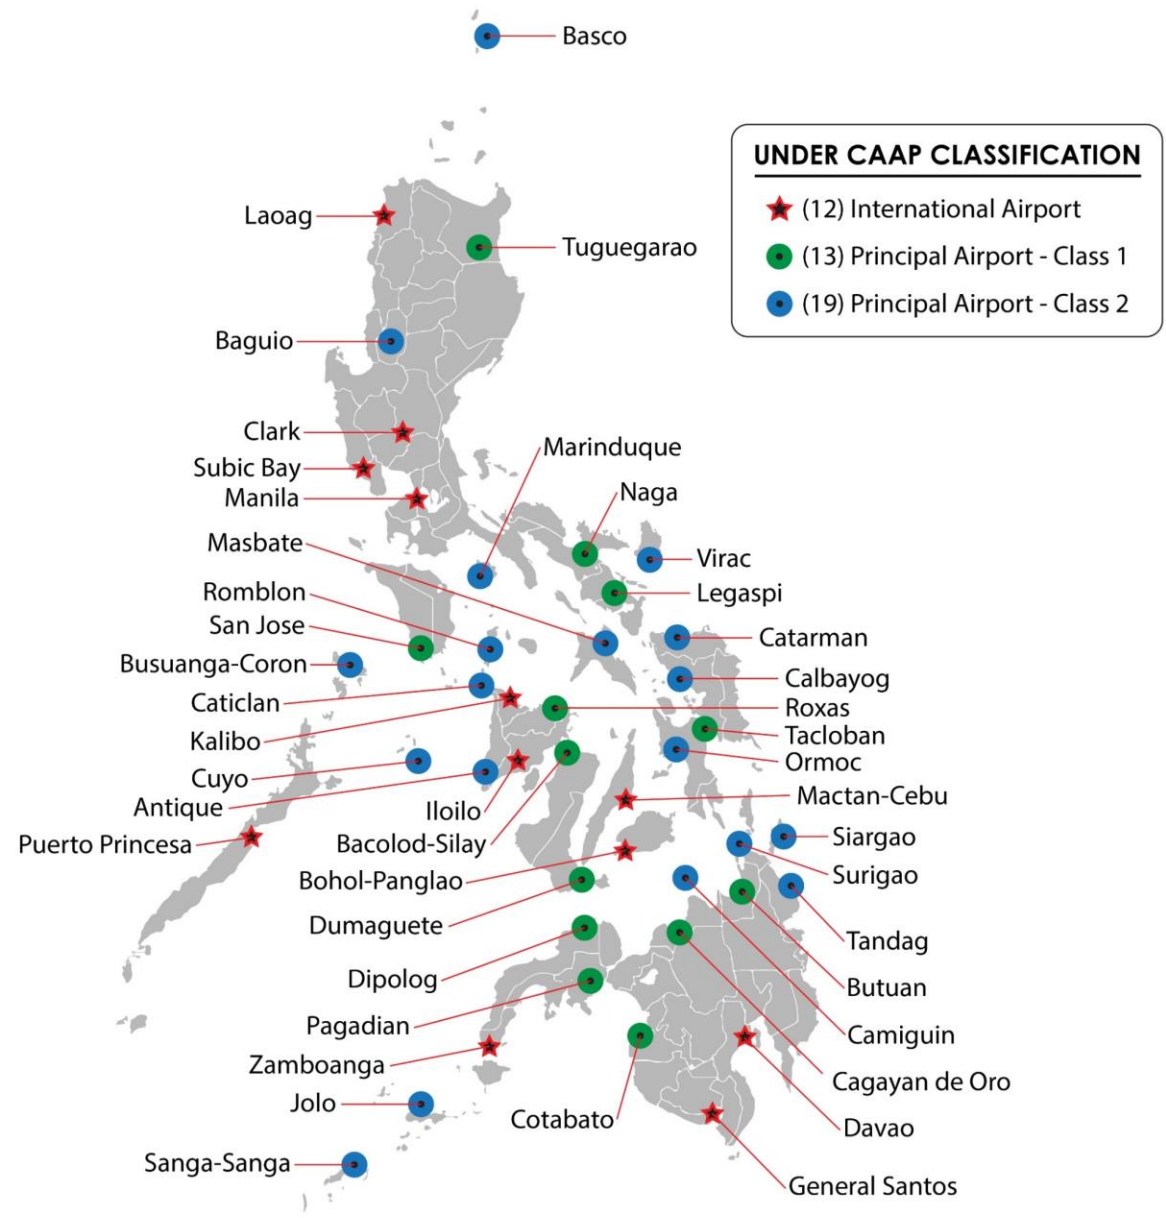 Basco
UNDER CAAP CLASSIFICATION
(12) International Airport
(13) Principal Airport - Class 1
(19) Principal Airport - Class 2
Laoag
Tuguegarao
Baguio
Clark
Subic Bay
Manila
Marinduque
Naga
Masbate
Virac
Romblon
Legaspi
San Jose
Catarman
Busuanga-Coron
Calbayog
Caticlan
Roxas
Kalibo
Tacloban
Cuyo
Ormoc
Antique
Iloilo
Mactan-Cebu
Puerto Princesa
Bacolod-Silay
Siargao
Bohol-Panglao
Surigao
Dumaguete
Tandag
Dipolog
Butuan
Pagadian
Camiguin
Zamboanga
Cagayan de Oro
Jolo
Cotabato
Davao
Sanga-Sanga
General Santos